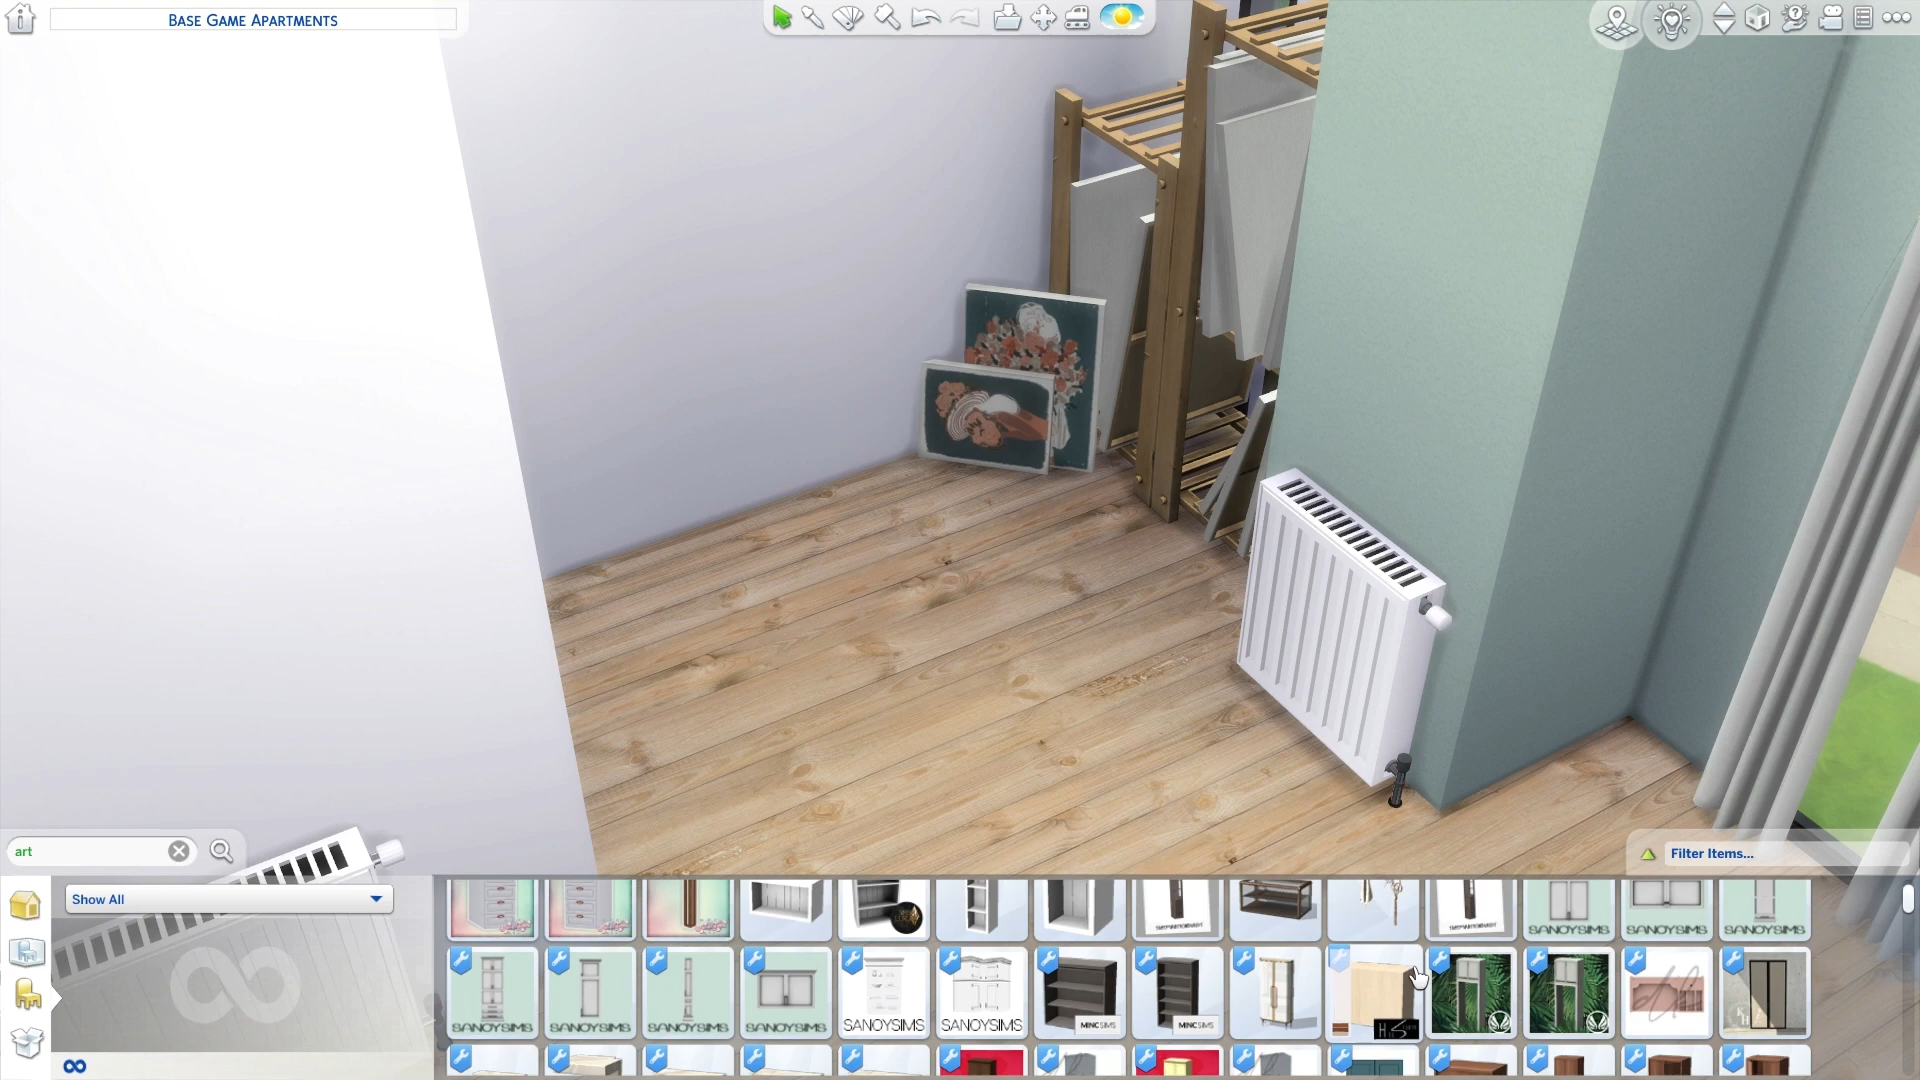 Base Game Apartments
art
Filter Items...
Show All
SANOYSIMS
SANOYSIMS
SANOYSIMS
SANOYSIMS
SANOYSIMS
SANOYSIMS
SANOYSIMS
SANOYSIMS
SANOYSIMS
MINCSIMS
MINCSIMS